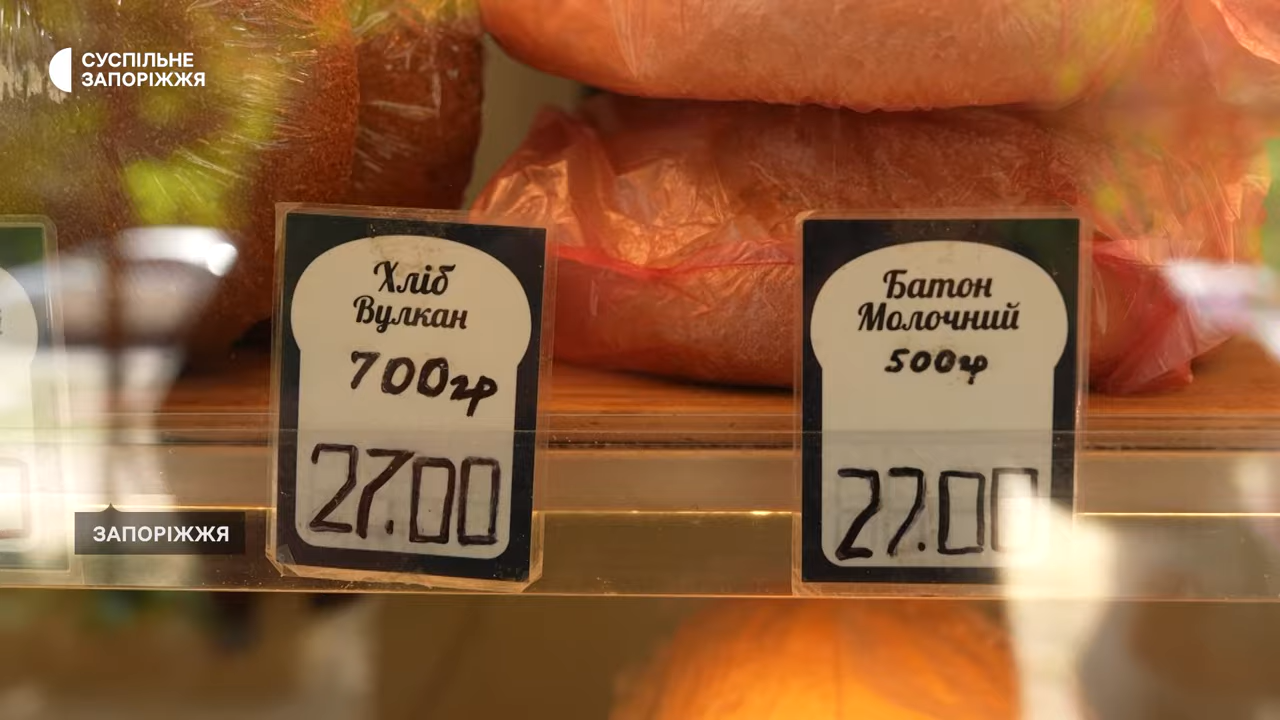 СУСПІЛЬНЕ
ЗАПОРІЖЖЯ
Хліб
Вулкан
700гр
27.00
Батон
Молочний
500гр
27.00
ЗАПОРІЖЖЯ